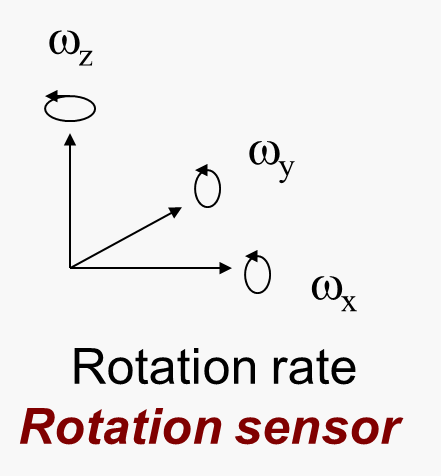 ωz
ωy
ωx
Rotation rate
Rotation sensor